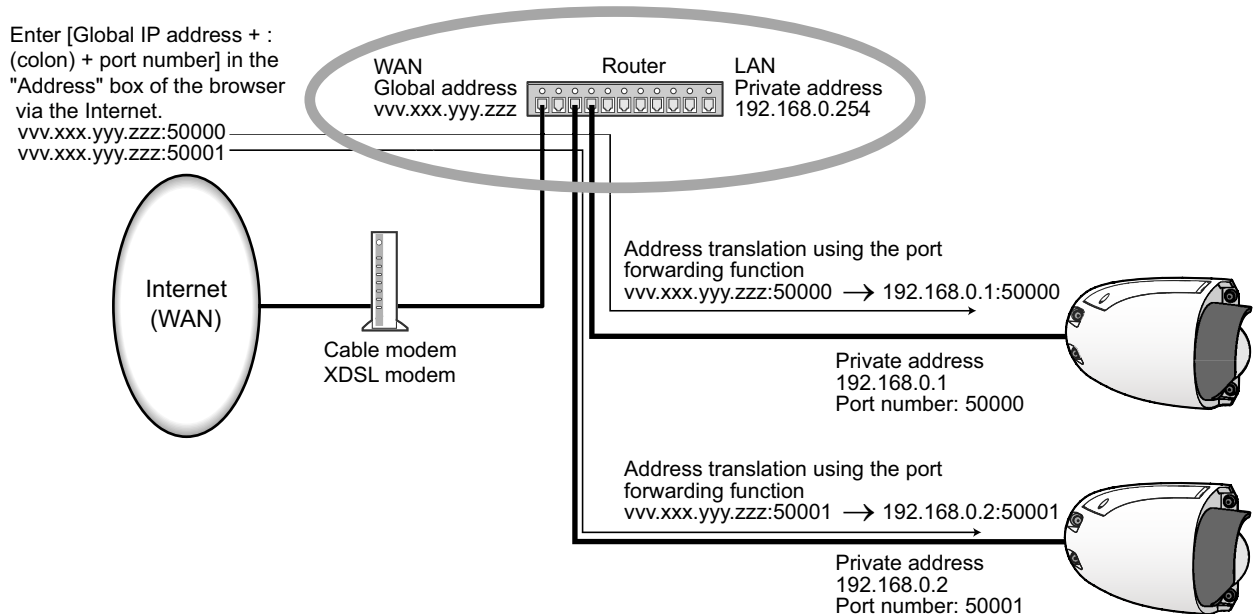 Enter [Global IP address + :
(colon) + port number] in the
"Address" box of the browser
via the Internet.
vvv.xxx.yyy.zzz:50000
vvv.xxx.yyy.zzz:50001
WAN
Global address
vvv.xxx.yyy.zzz
Router
LAN
Private address
192.168.0.254
Internet
(WAN)
Cable modem
XDSL modem
Address translation using the port
forwarding function
vvv.xxx.yyy.zzz:50000 → 192.168.0.1:50000
Private address
192.168.0.1
Port number: 50000
Address translation using the port
forwarding function
vvv.xxx.yyy.zzz:50001 → 192.168.0.2:50001
Private address
192.168.0.2
Port number: 50001